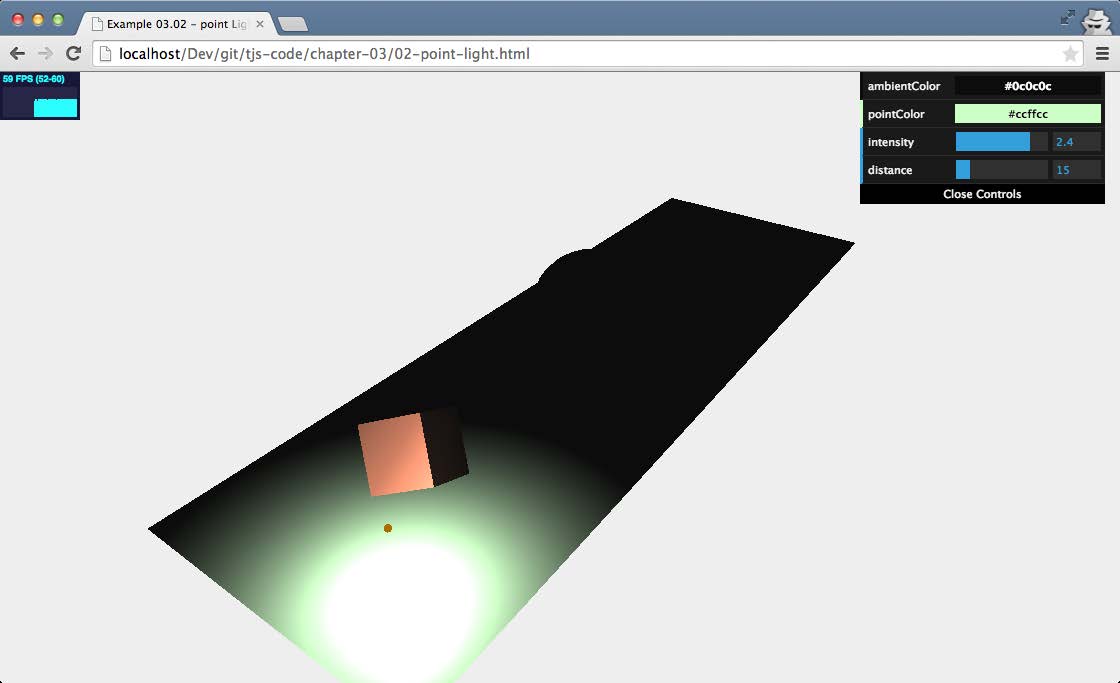 Example 03.02 - point Lig
localhost/Dev/git/tjs-code/chapter-03/02-point-light.html
59 FPS (52-60)
ambientColor #0c0c0c
pointColor #ccffcc
intensity 2.4
distance 15
Close Controls